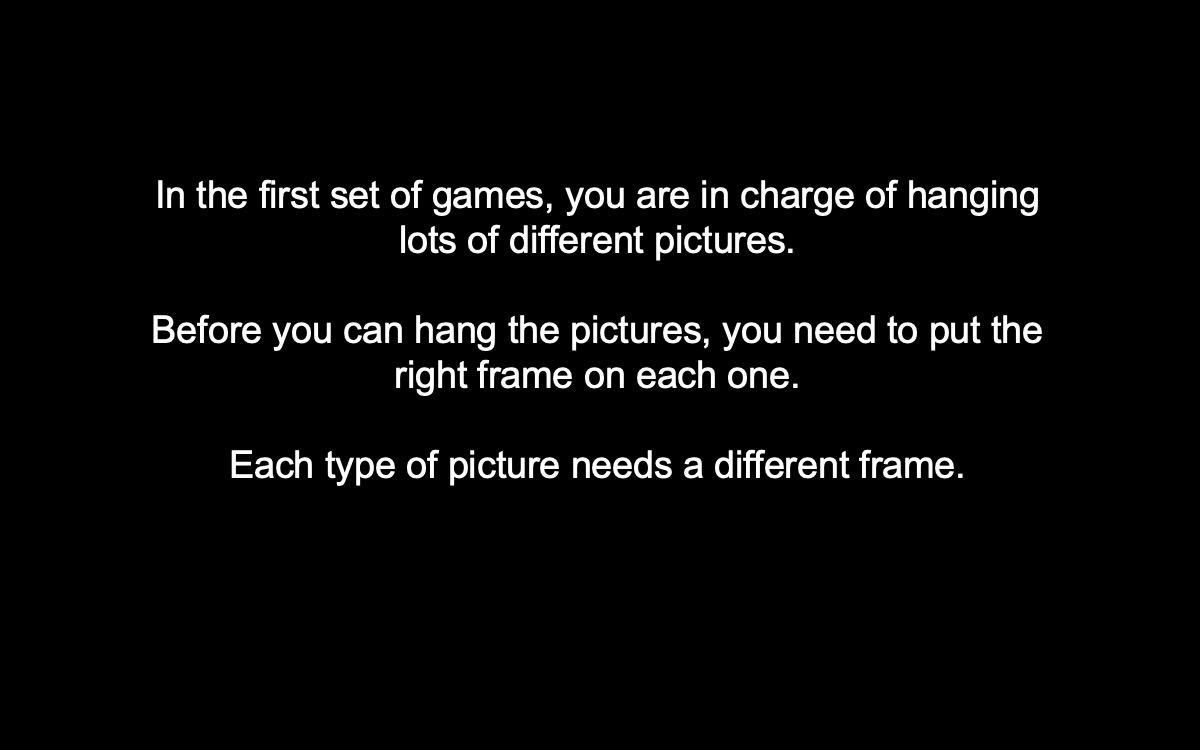 In the first set of games, you are in charge of hanging
lots of different pictures.
Before you can hang the pictures, you need to put the
right frame on each one.
Each type of picture needs a different frame.